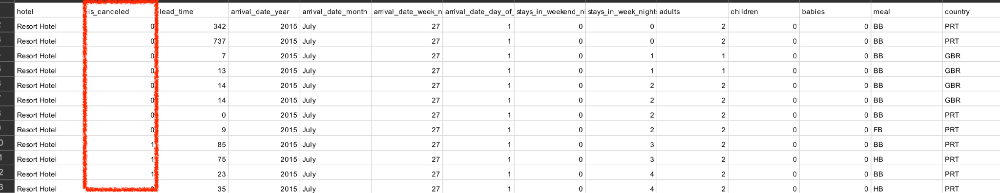 hotel is_canceled lead_time arrival_date_year arrival_date_month arrival_date_week_n arrival_date_day_of_ stays_in_weekend_ni stays_in_week_night adults children babies meal country
2 Resort Hotel 0 342 2015 July 27 1 0 0 2 0 0 BB PRT
3 Resort Hotel 0 737 2015 July 27 1 0 0 2 0 0 BB PRT
Resort Hotel 0 7 2015 July 27 1 0 1 1 0 0 BB GBR
5 Resort Hotel 0 13 2015 July 27 1 0 1 1 0 0 BB GBR
6 Resort Hotel 0 14 2015 July 27 1 0 2 2 0 0 BB GBR
Resort Hotel 0 14 2015 July 27 1 0 2 2 0 0 BB GBR
8 Resort Hotel 0 0 2015 July 27 1 0 2 2 0 0 BB PRT
Resort Hotel 0 9 2015 July 27 1 0 2 2 0 0 FB PRT
0 Resort Hotel 1 85 2015 July 27 1 0 3 2 0 0 BB PRT
1 Resort Hotel 1 75 2015 July 27 1 0 3 2 0 0 HB PRT
2 Resort Hotel 1 23 2015 July 27 1 0 4 2 0 0 BB PRT
3 Resort Hotel 35 2015 July 27 1 0 4 2 0 0 HB PRT